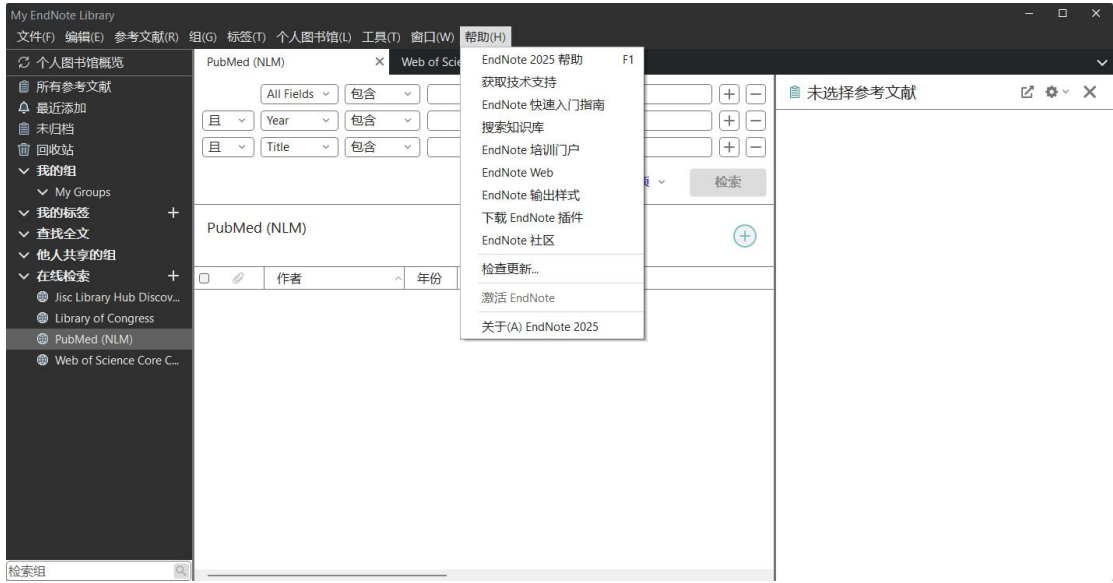 My EndNote Library
文件(F) 编辑(E) 参考文献(R) 组(G) 标签(T) 个人图书馆(L) 工具(T) 窗口(W) 帮助(H)
个人图书馆概览
所有参考文献
最近添加
未归档
回收站
我的组
My Groups
我的标签
查找全文
他人共享的组
在线检索
Jisc Library Hub Discov...
Library of Congress
PubMed (NLM)
Web of Science Core C...
检索组
PubMed (NLM) Web of Scie
All Fields 包含
且 Year 包含
且 Title 包含
检索
PubMed (NLM)
作者 年份
EndNote 2025 帮助 F1
获取技术支持
EndNote 快速入门指南
搜索知识库
EndNote 培训门户
EndNote Web
EndNote 输出样式
下载 EndNote 插件
EndNote 社区
检查更新...
激活 EndNote
关于(A) EndNote 2025
未选择参考文献